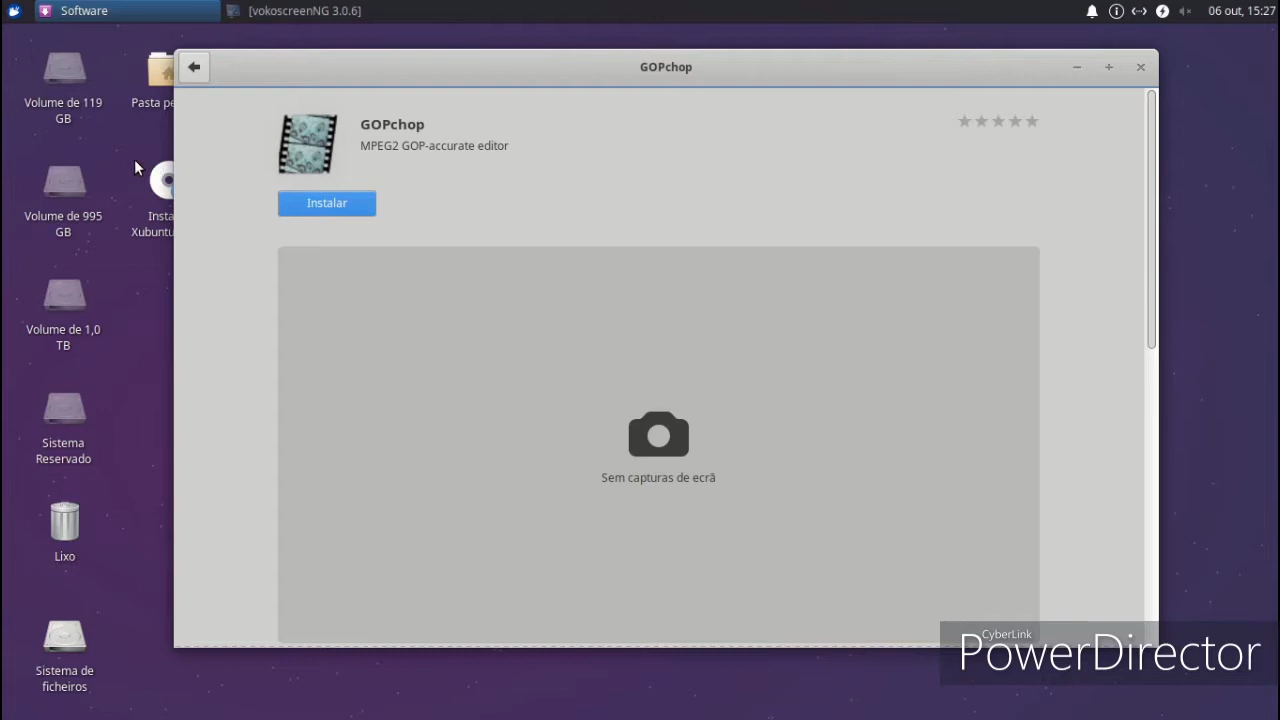 Software
[vokoscreenNG 3.0.6]
06 out, 15:27
GOPchop
Volume de 119
GB
Pasta pe
Volume de 995
GB
Insta
Xubuntu
Volume de 1,0
TB
Sistema
Reservado
Lixo
Sistema de
ficheiros
GOPchop
MPEG2 GOP-accurate editor
Instalar
Sem capturas de ecrã
CyberLink
PowerDirector